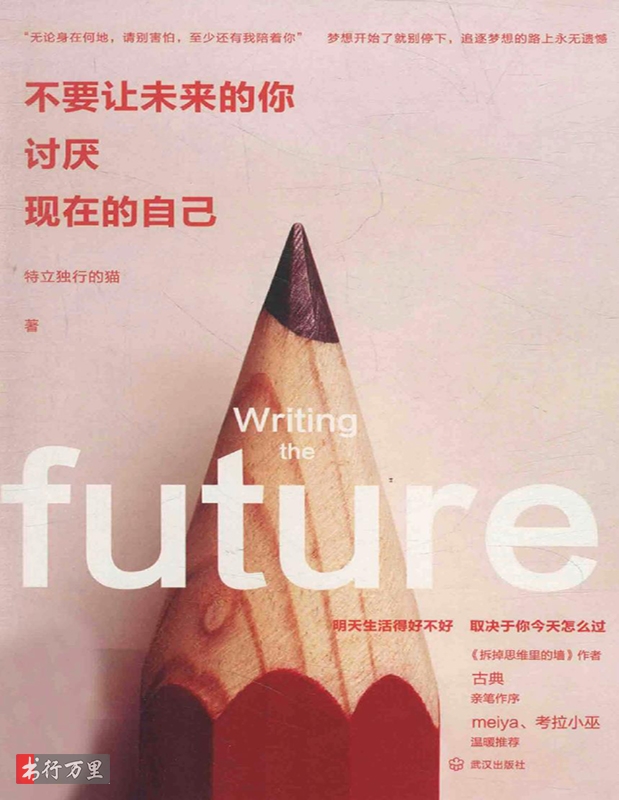 “无论身在何地，请别害怕，至少还有我陪着你” 梦想开始了就别停下，追逐梦想的路上永无遗憾
不要让未来的你
讨厌
现在的自己
特立独行的猫
著
Writing
the
future
明天生活得好不好 取决于你今天怎么过
《拆掉思维里的墙》作者
古典
亲笔作序
meiya、考拉小巫
温暖推荐
武汉出版社
书行万里